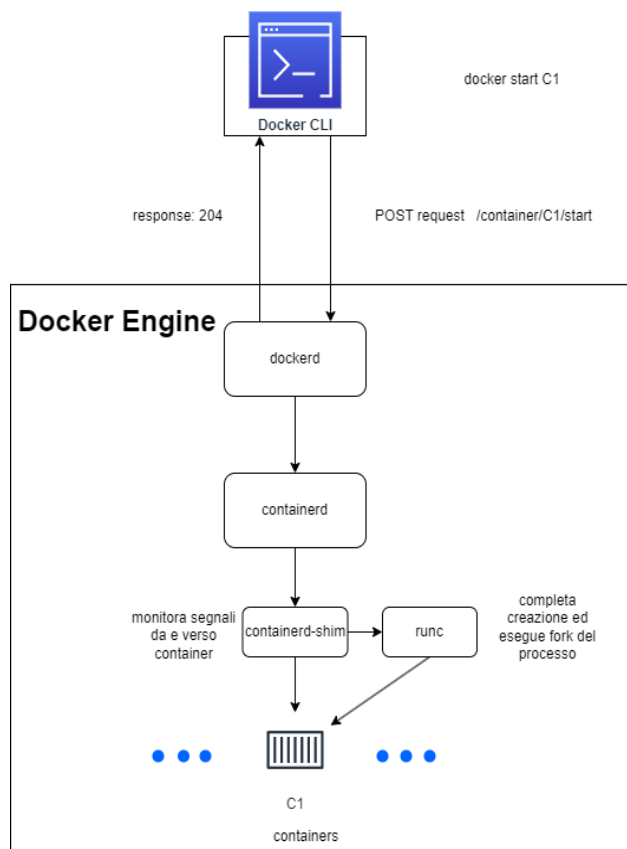 docker start C1
Docker CLI
response: 204
POST request /container/C1/start
Docker Engine
dockerd
containerd
monitora segnali
da e verso
container
containerd-shim
runc
completa
creazione ed
esegue fork del
processo
C1
containers